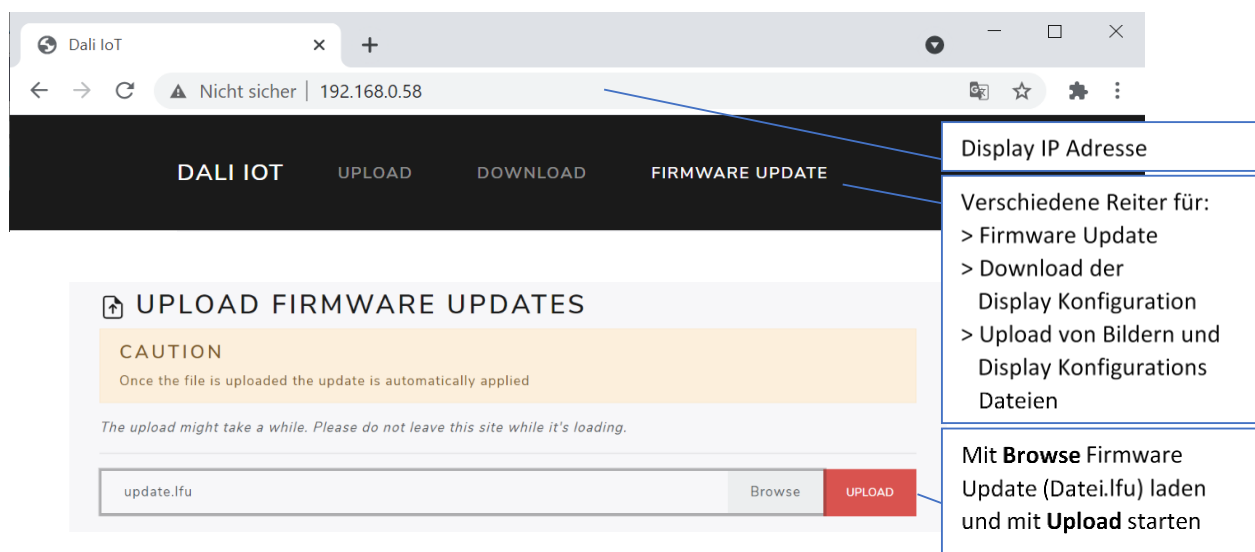 Dali IoT
Nicht sicher | 192.168.0.58
DALI IOT UPLOAD DOWNLOAD FIRMWARE UPDATE
Display IP Adresse
Verschiedene Reiter für:
> Firmware Update
> Download der
Display Konfiguration
> Upload von Bildern und
Display Konfigurations
Dateien
UPLOAD FIRMWARE UPDATES
CAUTION
Once the file is uploaded the update is automatically applied
The upload might take a while. Please do not leave this site while it's loading.
update.lfu Browse UPLOAD
Mit Browse Firmware
Update (Datei.lfu) laden
und mit Upload starten